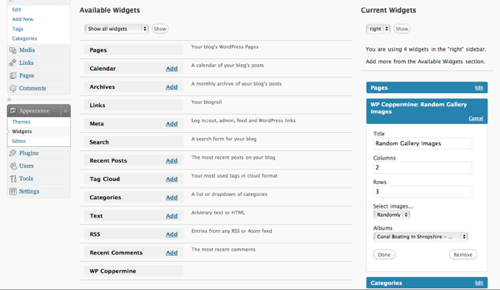 Edit
Add New
Tags
Categories
Media
Links
Pages
Comments
Appearance
Themes
Widgets
Editor
Plugins
Users
Tools
Settings
Available Widgets
Show all widgets Show
Pages Your blog's WordPress Pages
Calendar Add A calendar of your blog's posts
Archives Add A monthly archive of your blog's posts
Links Your blogroll
Meta Add Log in/out, admin, feed and WordPress links
Search A search form for your blog
Recent Posts Add The most recent posts on your blog
Tag Cloud Add Your most used tags in cloud format
Categories Add A list or dropdown of categories
Text Add Arbitrary text or HTML
RSS Add Entries from any RSS or Atom feed
Recent Comments Add The most recent comments
WP Coppermine
Current Widgets
right Show
You are using 4 widgets in the "right" sidebar.
Add more from the Available Widgets section.
Pages Edit
WP Coppermine: Random Gallery
Images
Cancel
Title
Random Gallery Images
Columns
2
Rows
3
Select images...
Randomly
Albums
Canal Boating In Shropshire - ...
Done Remove
Categories Edit